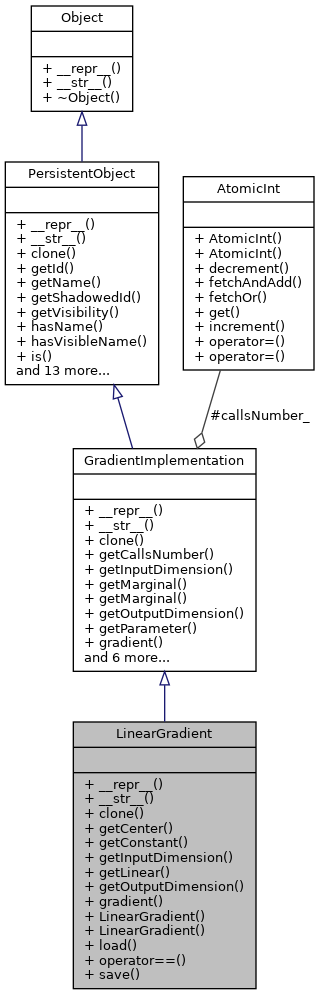 Object
+ __repr__()
+ __str__()
+ ~Object()
PersistentObject
+ __repr__()
+ __str__()
+ clone()
+ getId()
+ getName()
+ getShadowedId()
+ getVisibility()
+ hasName()
+ hasVisibleName()
+ is()
and 13 more...
AtomicInt
+ AtomicInt()
+ AtomicInt()
+ decrement()
+ fetchAndAdd()
+ fetchOr()
+ get()
+ increment()
+ operator=()
+ operator=()
#callsNumber_
GradientImplementation
+ __repr__()
+ __str__()
+ clone()
+ getCallsNumber()
+ getInputDimension()
+ getMarginal()
+ getMarginal()
+ getOutputDimension()
+ getParameter()
+ gradient()
and 6 more...
LinearGradient
+ __repr__()
+ __str__()
+ clone()
+ getCenter()
+ getConstant()
+ getInputDimension()
+ getLinear()
+ getOutputDimension()
+ gradient()
+ LinearGradient()
+ LinearGradient()
+ load()
+ operator==()
+ save()